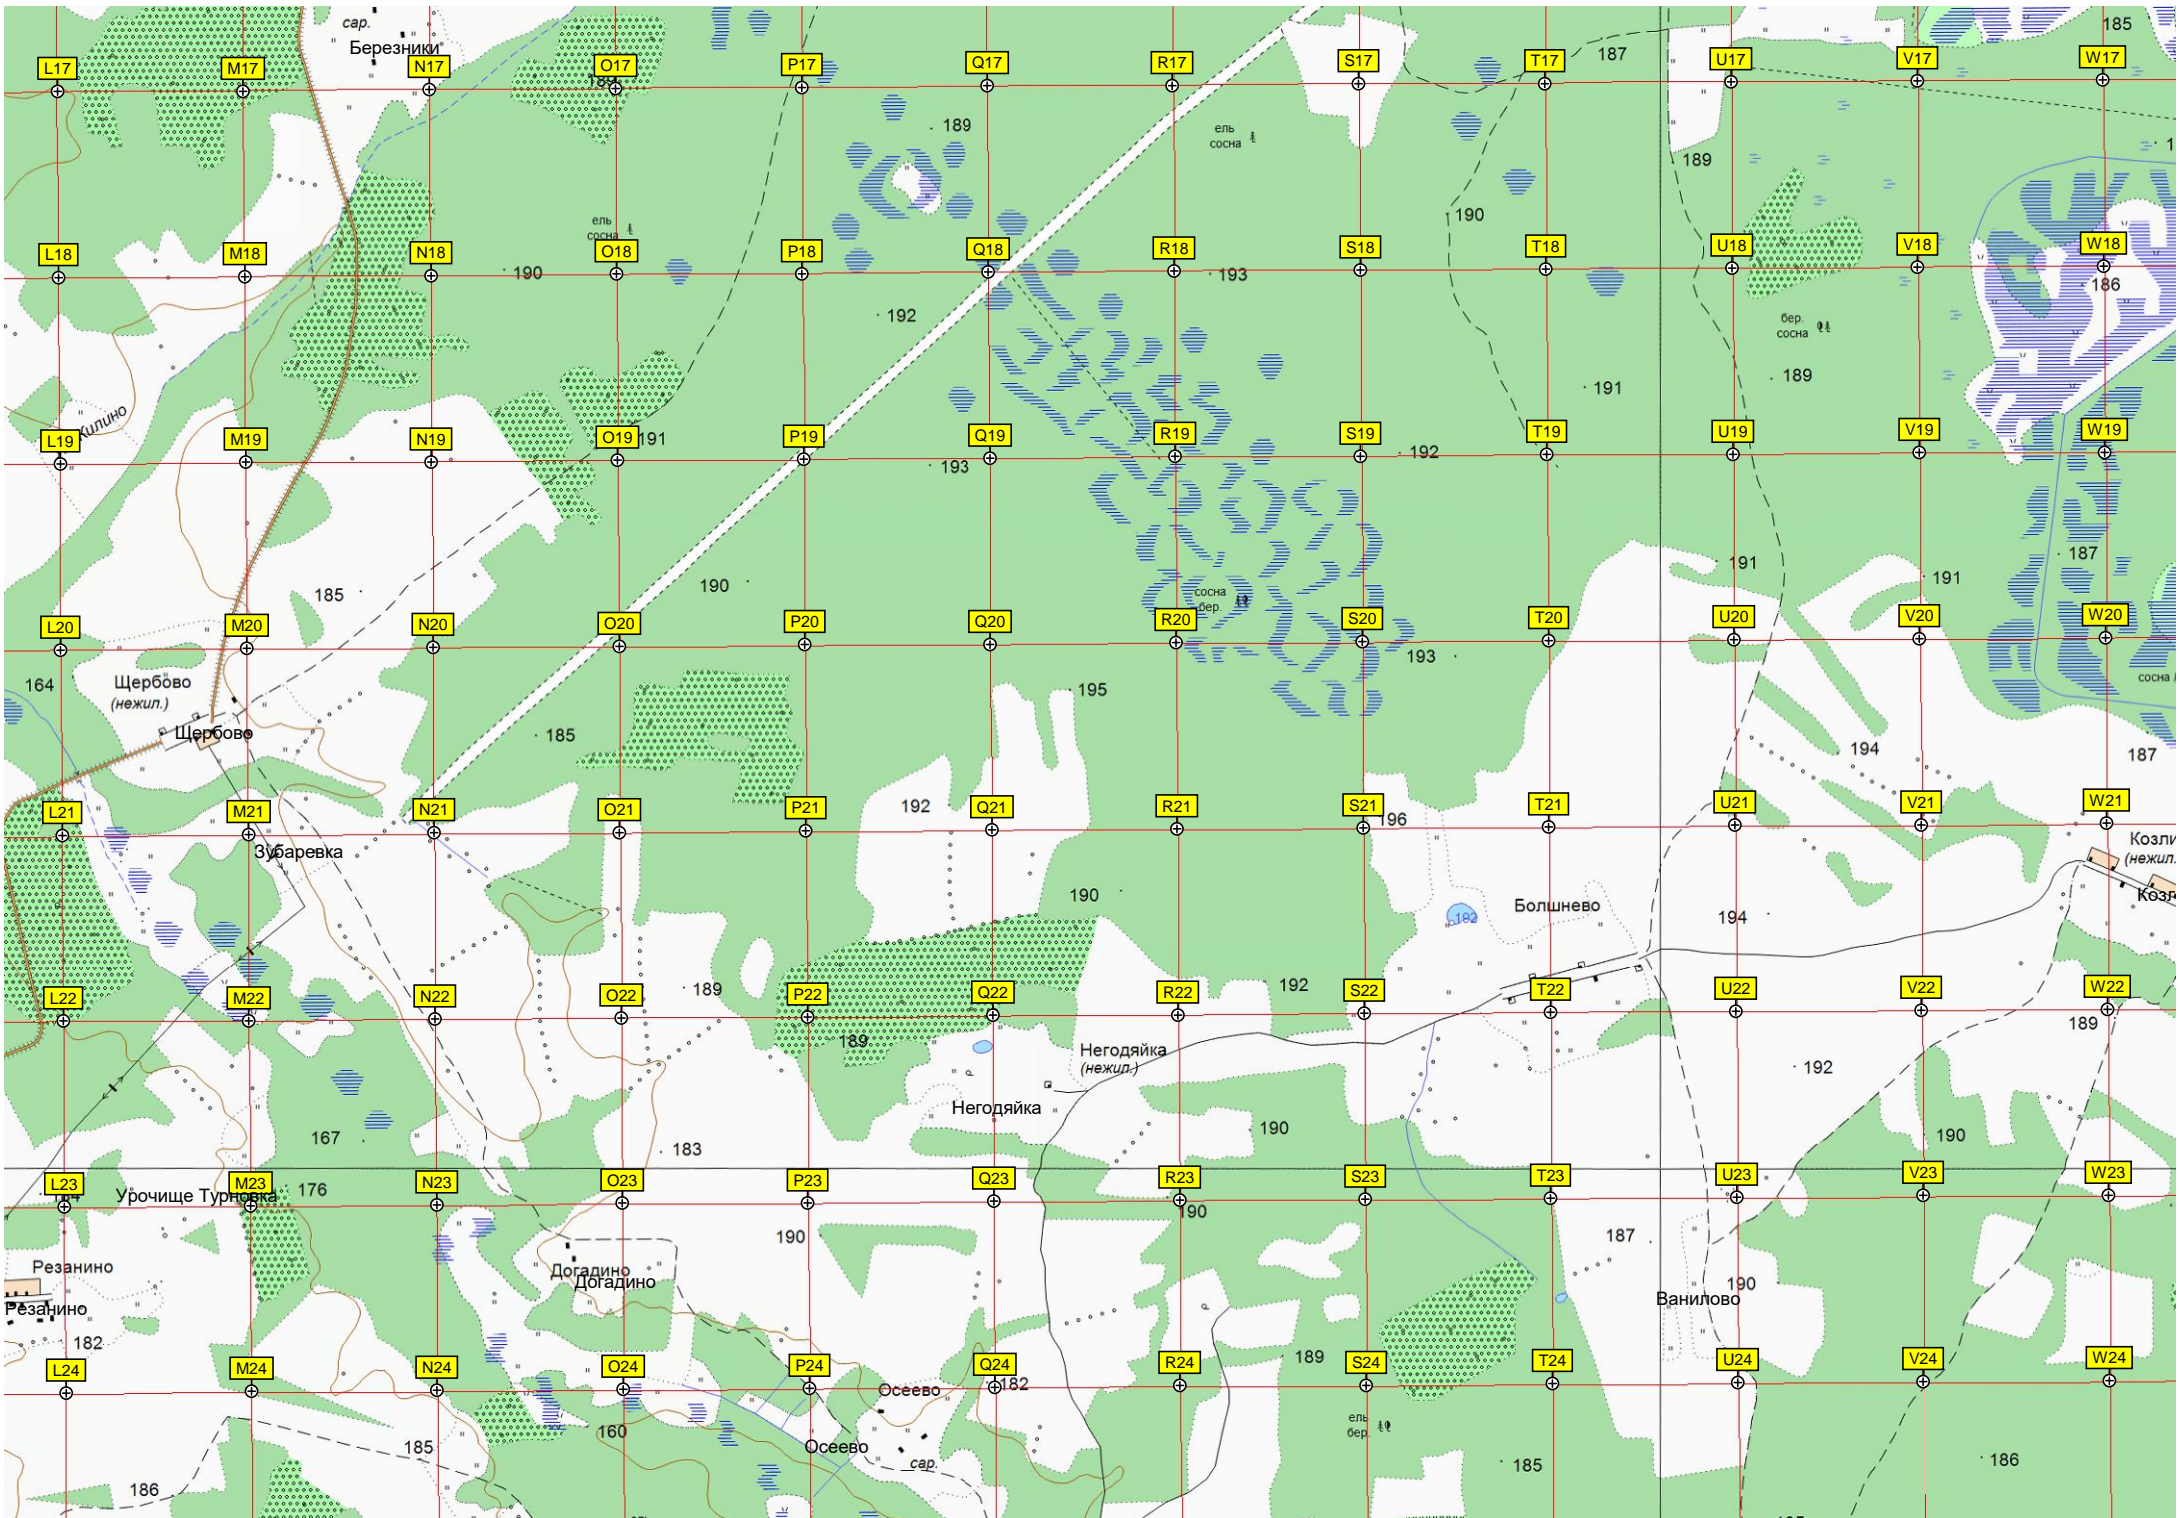 185
сар.
Березники
187
L17
M17
N17
O17
P17
Q17
R17
S17
T17
U17
V17
W17
189
ель
сосна
189
190
ель
сосна
L18
M18
N18
O18
P18
Q18
R18
S18
T18
U18
V18
W18
190
193
186
192
бер.
сосна
189
191
Килино
L19
M19
N19
O19
191
P19
Q19
R19
S19
T19
U19
V19
W19
193
192
187
191
191
190
185
сосна
бер.
L20
M20
N20
O20
P20
Q20
R20
S20
T20
U20
V20
W20
193
сосна
164
Щербово
(нежил.)
195
Щербово
185
194
187
L21
M21
N21
O21
P21
192
Q21
R21
S21
196
T21
U21
V21
W21
Зубаревка
Козли
(нежил.
190
Болшнево
192
194
189
192
L22
M22
N22
O22
P22
Q22
R22
S22
T22
U22
V22
W22
189
189
Негодяйка
(нежил.)
192
Негодяйка
167
183
190
190
L23
M23
N23
O23
P23
Q23
R23
S23
T23
U23
V23
W23
Урочище Турновка
176
190
190
187
Резанино
Догадино
Догадино
190
Резанино
Ванилово
182
189
L24
M24
N24
O24
P24
Q24
R24
S24
T24
U24
V24
W24
Осеево
182
160
ель
бер.
185
Осеево
сар.
185
186
186